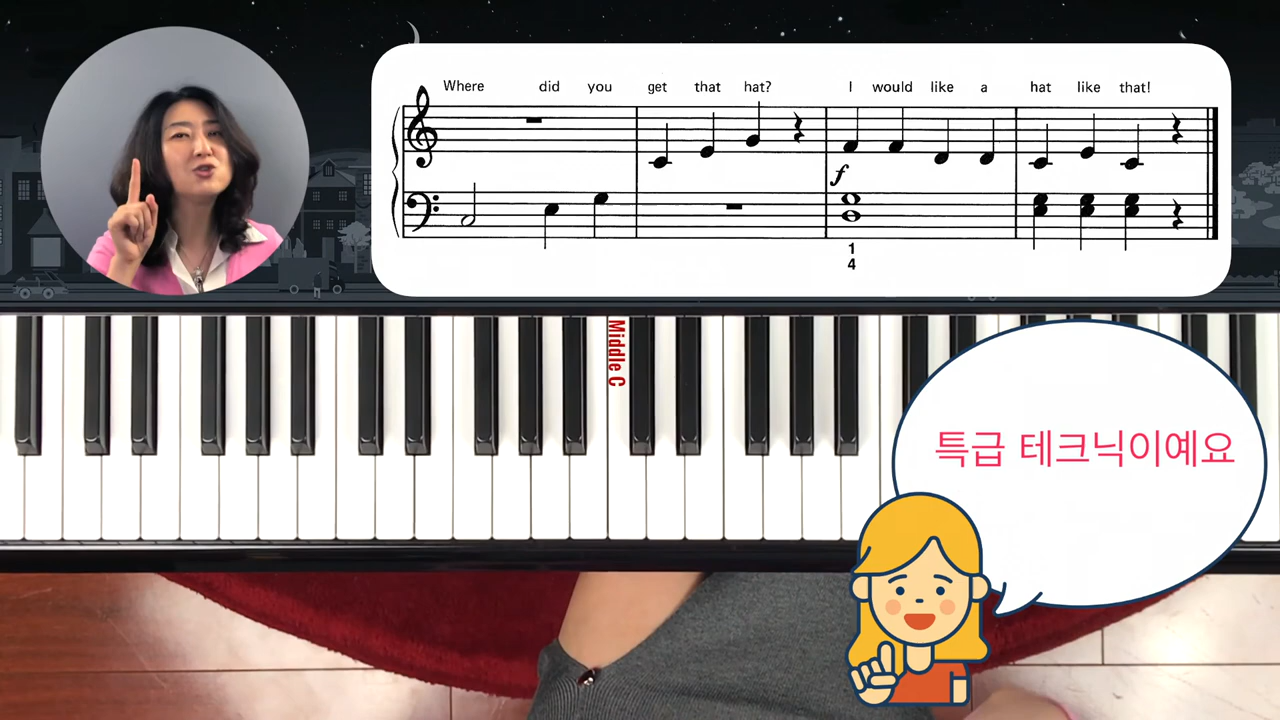 Where did you get that hat? I would like a hat like that!
f
1
4
Middle C
특급 테크닉이예요